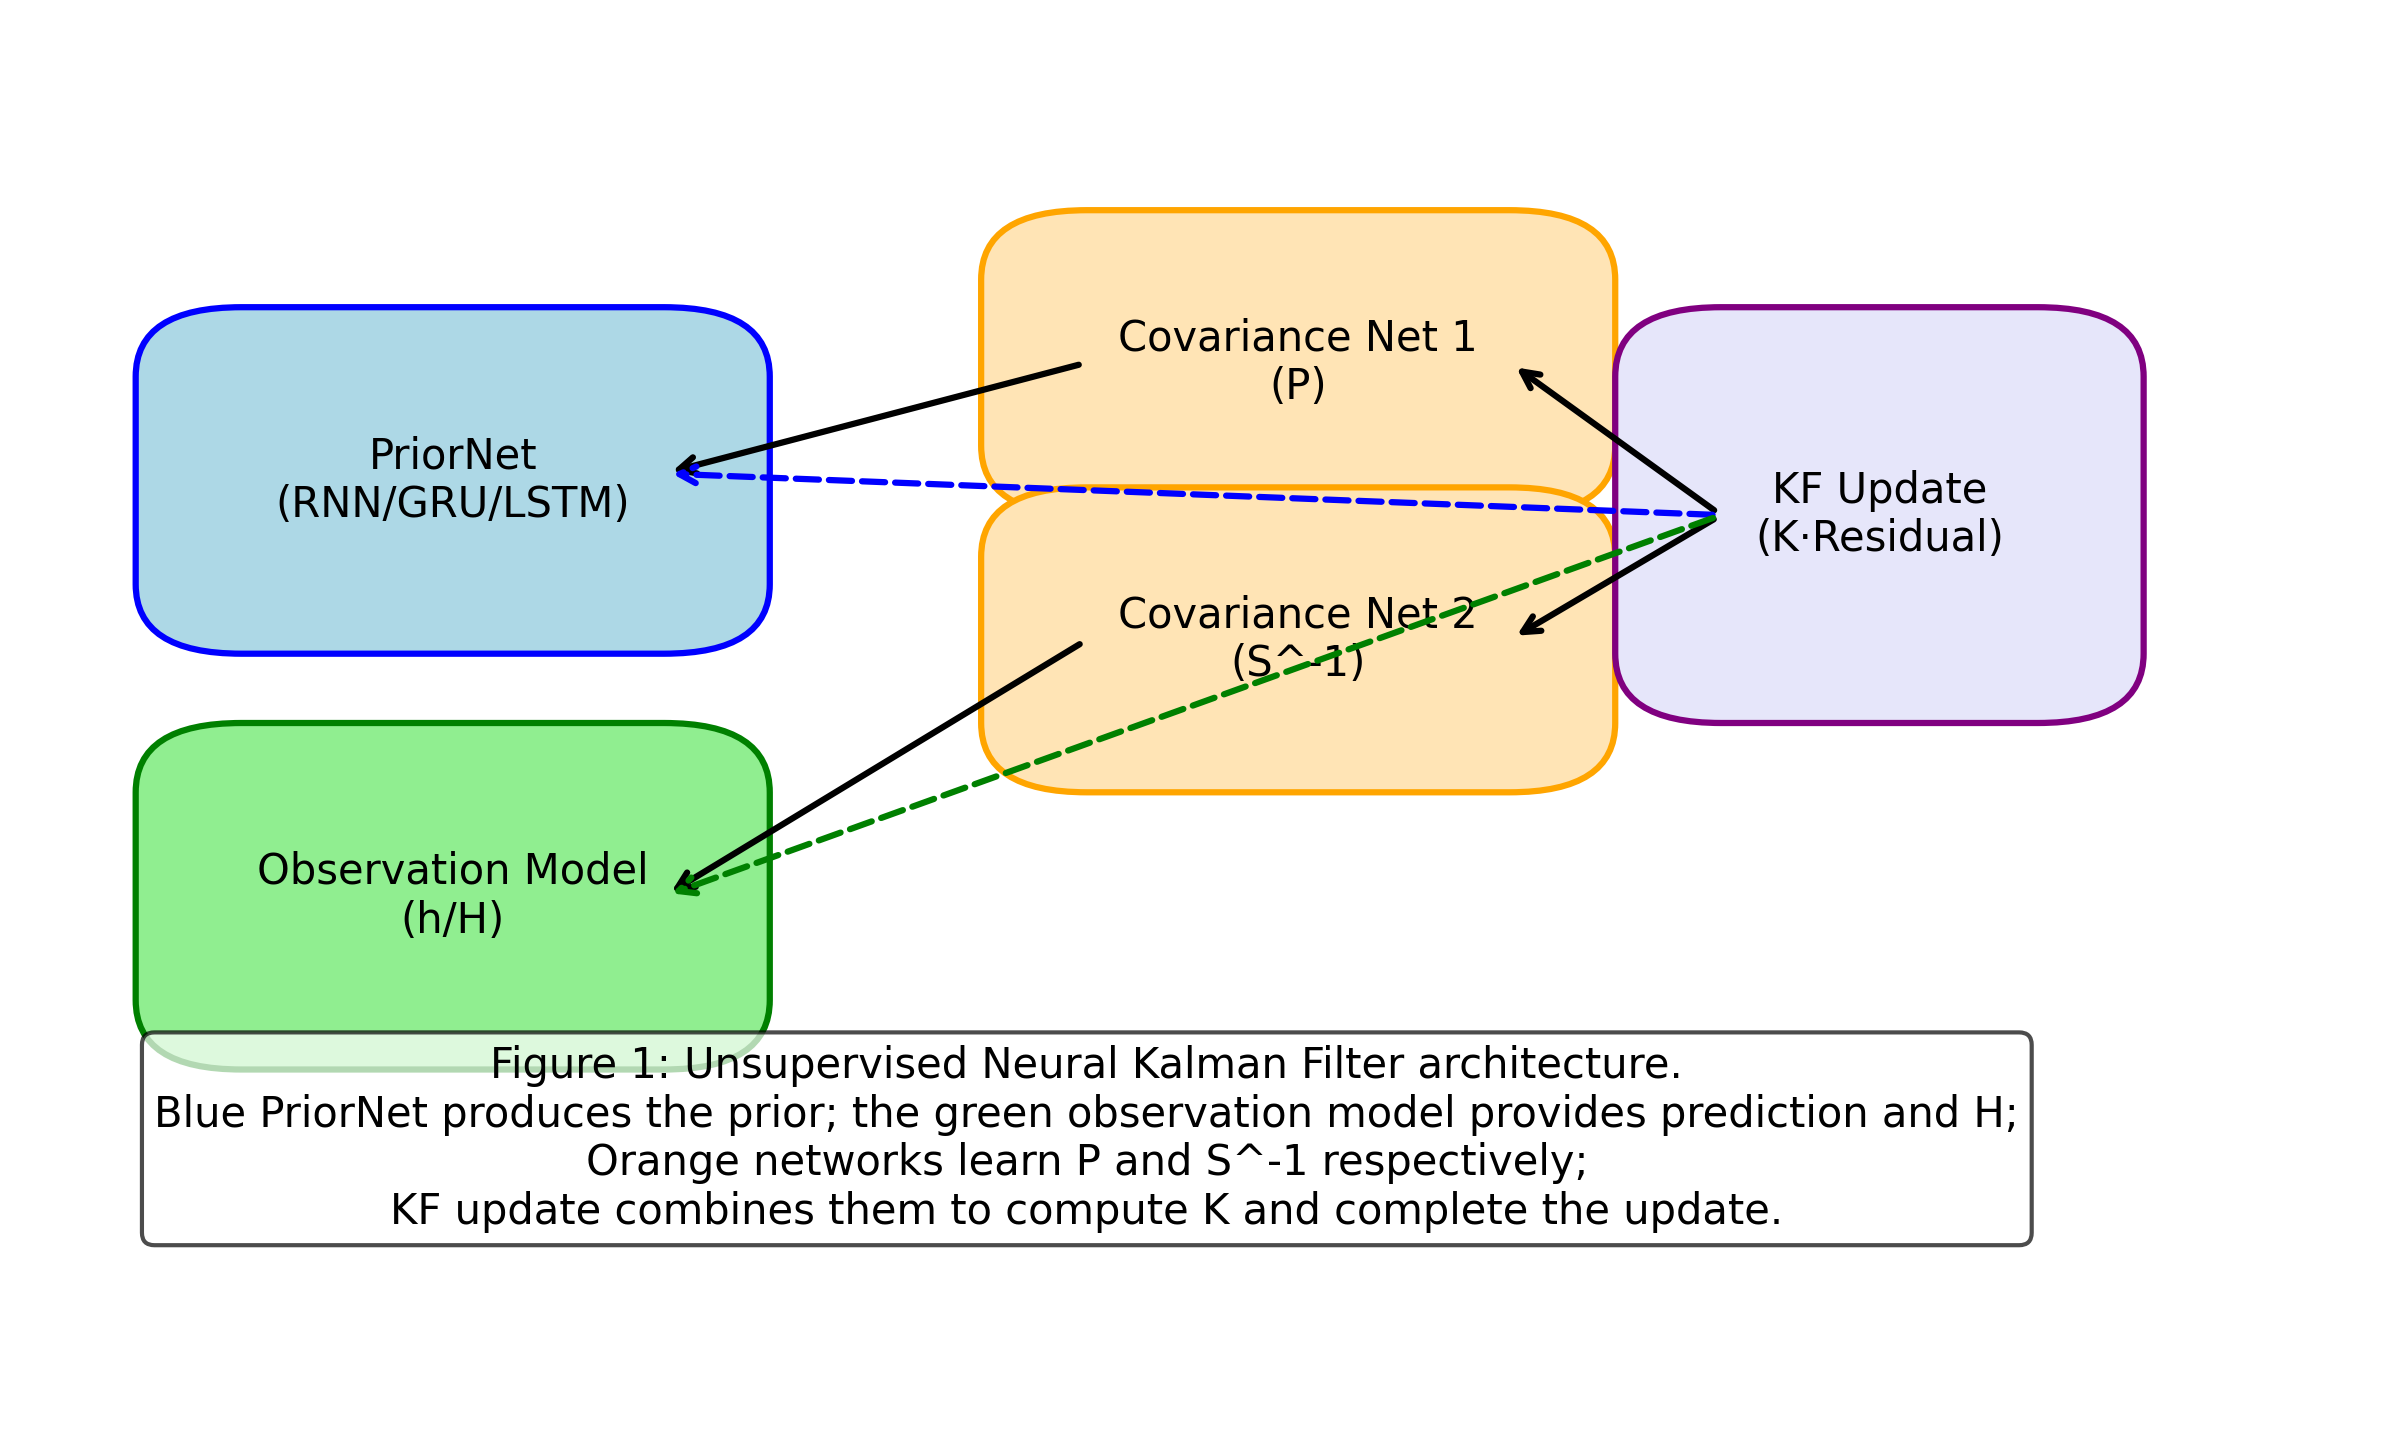 Covariance Net 1
(P)
PriorNet
(RNN/GRU/LSTM)
KF Update
(K·Residual)
Covariance Net 2
(S^-1)
Observation Model
(h/H)
Figure 1: Unsupervised Neural Kalman Filter architecture.
Blue PriorNet produces the prior; the green observation model provides prediction and H;
Orange networks learn P and S^-1 respectively;
KF update combines them to compute K and complete the update.